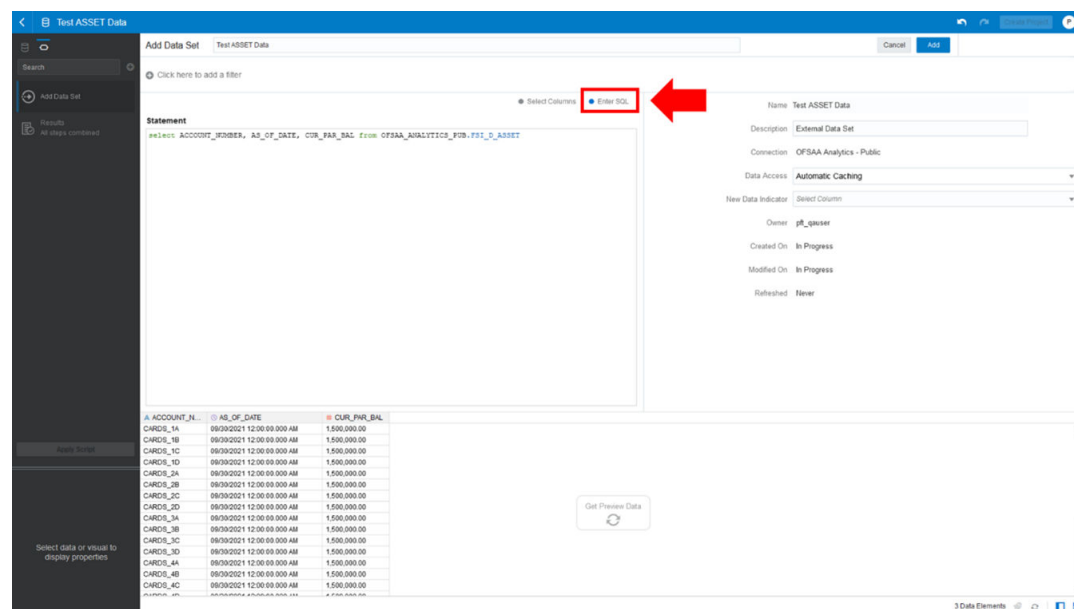 Test ASSET Data
Create Project
P
Search
Add Data Set
Results
All steps combined
Apply Script
Select data or visual to
display properties
Add Data Set
Test ASSET Data
Cancel
Add
Click here to add a filter
Select Columns
Enter SQL
Statement
select ACCOUNT_NUMBER, AS_OF_DATE, CUR_PAR_BAL from OFSAA_ANALYTICS_PUB.FSI_D_ASSET
Name Test ASSET Data
Description External Data Set
Connection OFSAA Analytics - Public
Data Access Automatic Caching
New Data Indicator Select Column
Owner pft_qauser
Created On In Progress
Modified On In Progress
Refreshed Never
ACCOUNT_N... AS_OF_DATE CUR_PAR_BAL
CARDS_1A 09/30/2021 12:00:00.000 AM 1,500,000.00
CARDS_1B 09/30/2021 12:00:00.000 AM 1,500,000.00
CARDS_1C 09/30/2021 12:00:00.000 AM 1,500,000.00
CARDS_1D 09/30/2021 12:00:00.000 AM 1,500,000.00
CARDS_2A 09/30/2021 12:00:00.000 AM 1,500,000.00
CARDS_2B 09/30/2021 12:00:00.000 AM 1,500,000.00
CARDS_2C 09/30/2021 12:00:00.000 AM 1,500,000.00
CARDS_2D 09/30/2021 12:00:00.000 AM 1,500,000.00
CARDS_3A 09/30/2021 12:00:00.000 AM 1,500,000.00
CARDS_3B 09/30/2021 12:00:00.000 AM 1,500,000.00
CARDS_3C 09/30/2021 12:00:00.000 AM 1,500,000.00
CARDS_3D 09/30/2021 12:00:00.000 AM 1,500,000.00
CARDS_4A 09/30/2021 12:00:00.000 AM 1,500,000.00
CARDS_4B 09/30/2021 12:00:00.000 AM 1,500,000.00
CARDS_4C 09/30/2021 12:00:00.000 AM 1,500,000.00
Get Preview Data
3 Data Elements